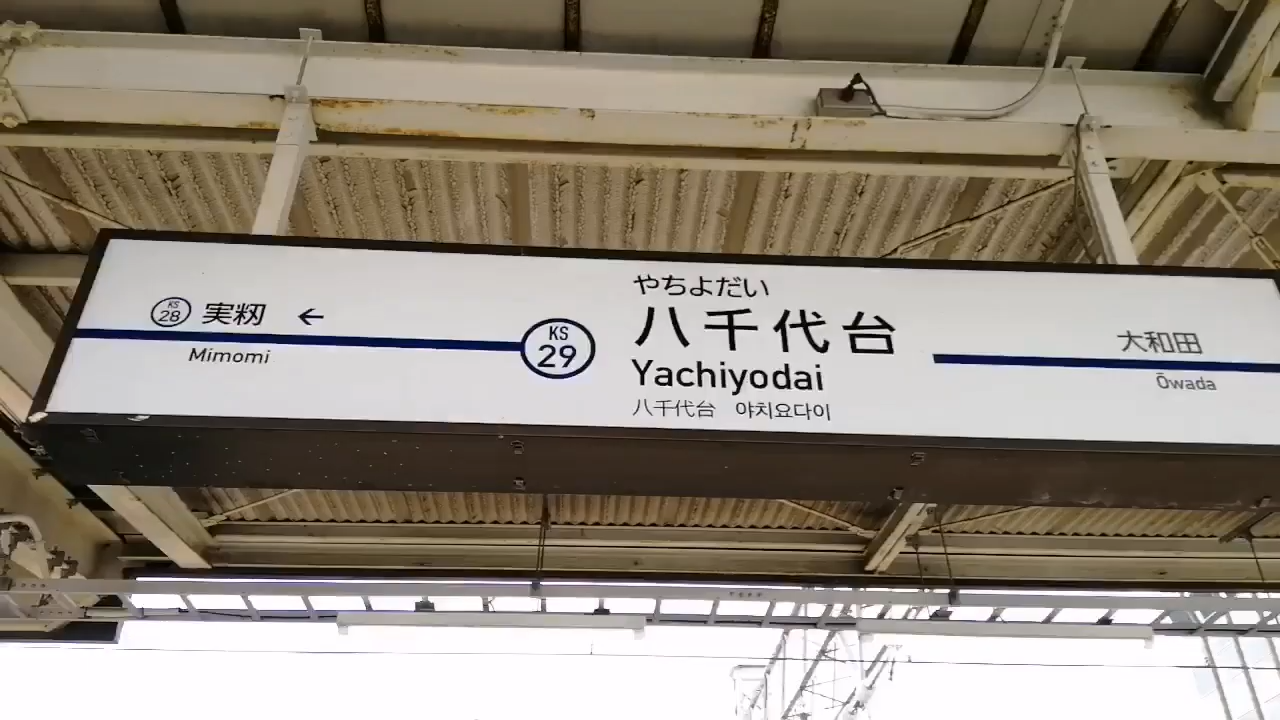 KS
28
実籾 ←
Mimomi
KS
29
やちよだい
八千代台
Yachiyodai
八千代台 야치요다이
大和田
Ōwada